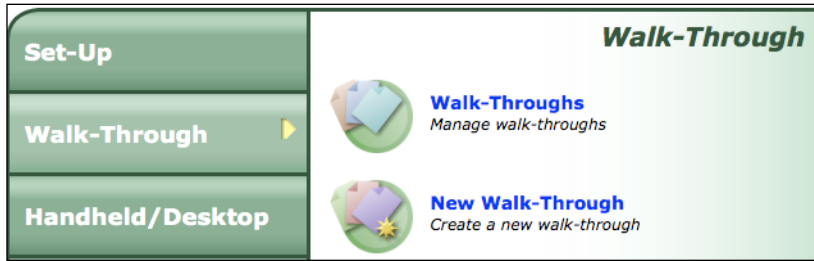 Set-Up
Walk-Through
Handheld/Desktop
Walk-Through
Walk-Throughs
Manage walk-throughs
New Walk-Through
Create a new walk-through